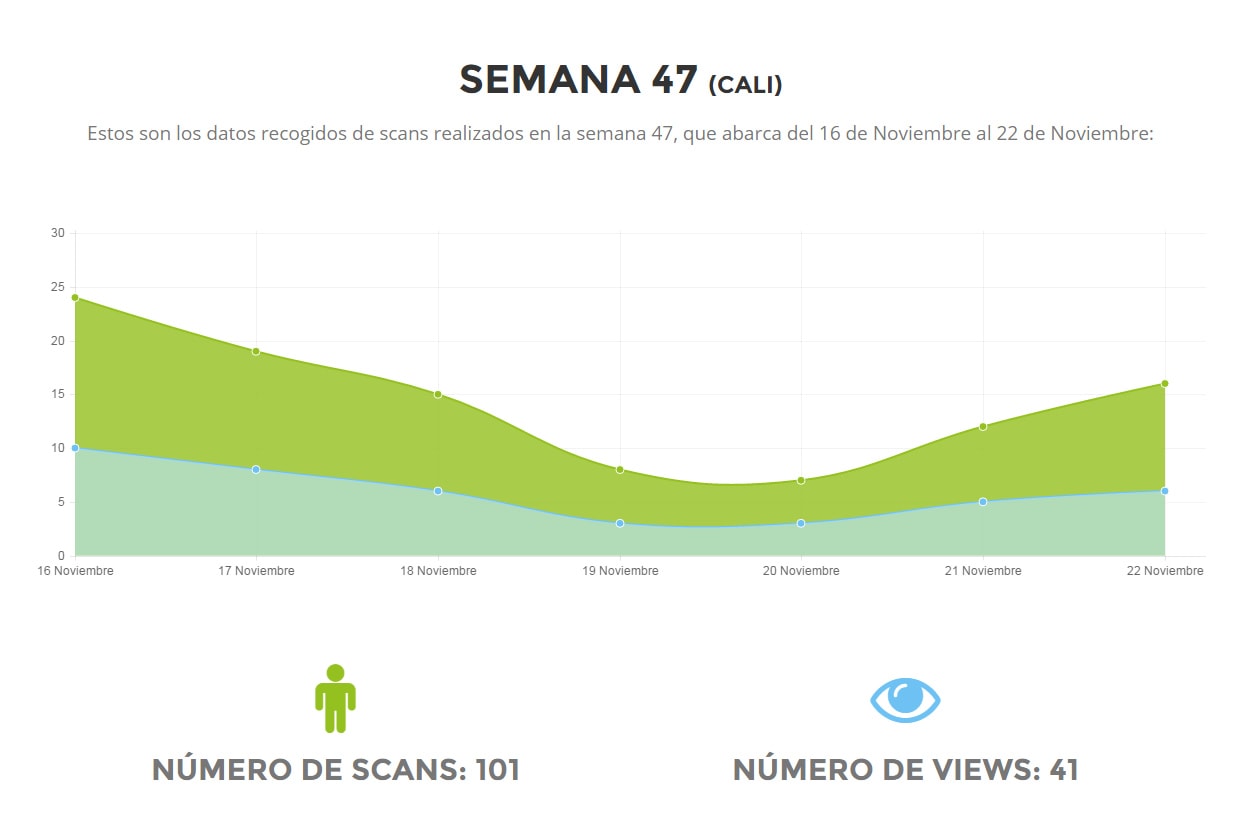 SEMANA 47 (CALI)
Estos son los datos recogidos de scans realizados en la semana 47, que abarca del 16 de Noviembre al 22 de Noviembre:
30
25
20
15
10
5
0
16 Noviembre 17 Noviembre 18 Noviembre 19 Noviembre 20 Noviembre 21 Noviembre 22 Noviembre
NÚMERO DE SCANS: 101 NÚMERO DE VIEWS: 41